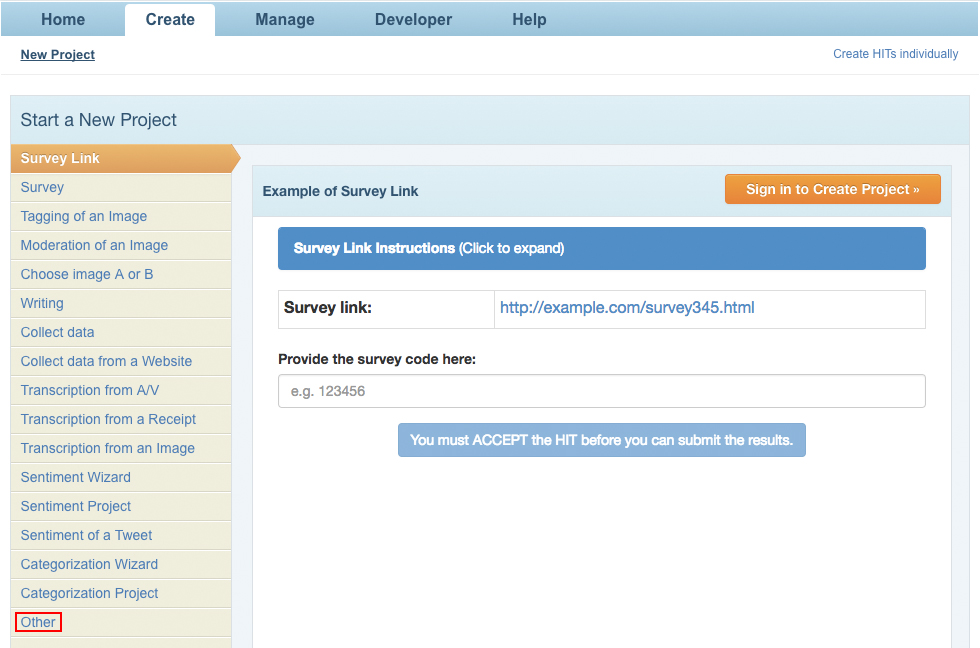 Home Create Manage Developer Help
New Project Create HITs individually
Start a New Project
Survey Link
Survey
Tagging of an Image
Moderation of an Image
Choose image A or B
Writing
Collect data
Collect data from a Website
Transcription from A/V
Transcription from a Receipt
Transcription from an Image
Sentiment Wizard
Sentiment Project
Sentiment of a Tweet
Categorization Wizard
Categorization Project
Other
Example of Survey Link Sign in to Create Project »
Survey Link Instructions (Click to expand)
Survey link: http://example.com/survey345.html
Provide the survey code here:
e.g. 123456
You must ACCEPT the HIT before you can submit the results.